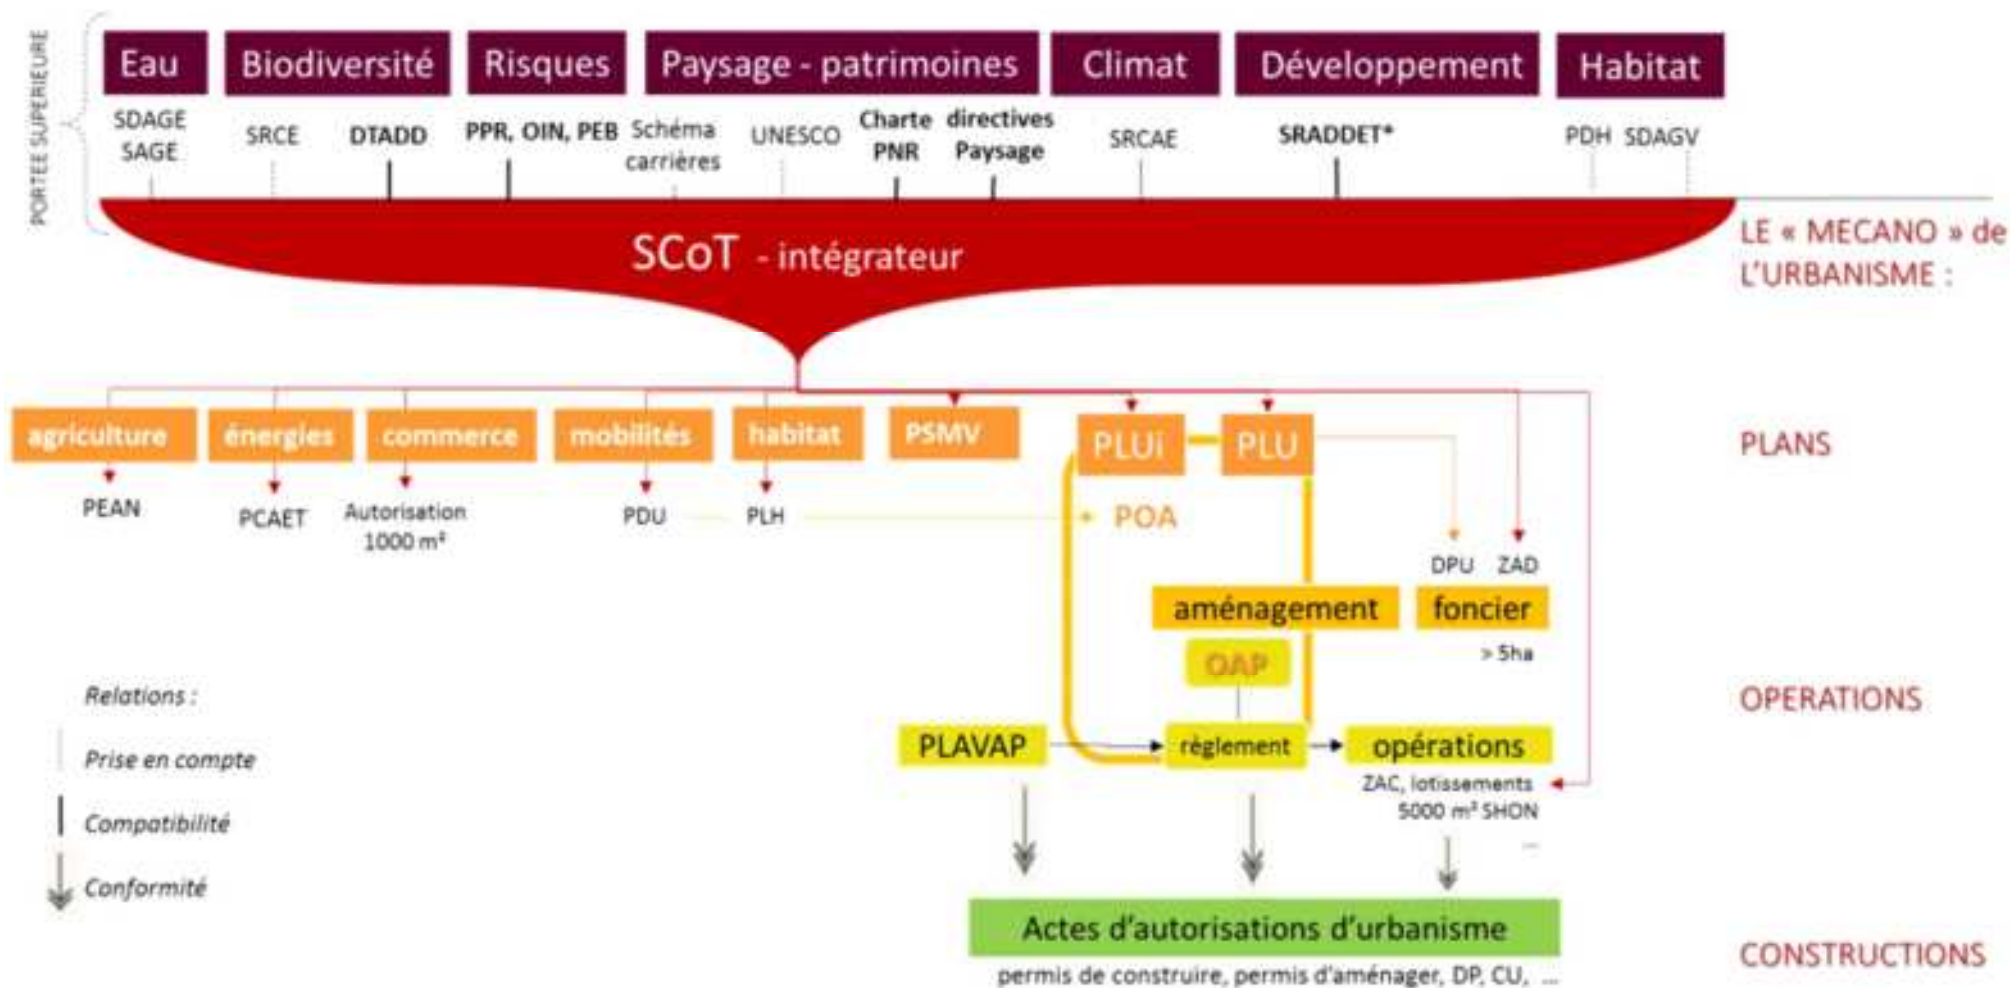 PORTEE SUPERIEURE
Eau
Biodiversité
Risques
Paysage - patrimoines
Climat
Développement
Habitat
SDAGE
SAGE
SRCE
DTADD
PPR, OIN, PEB
Schéma
carrières
UNESCO
Charte
PNR
directives
Paysage
SRCAE
SRADDET*
PDH
SDAGV
SCoT - intégrateur
LE « MECANO » de
L'URBANISME :
agriculture
énergies
commerce
mobilités
habitat
PSMV
PLUi
PLU
PLANS
PEAN
PCAET
Autorisation
1000 m²
PDU
PLH
POA
DPU
ZAD
aménagement
foncier
> 5ha
OAP
Relations :
Prise en compte
Compatibilité
Conformité
OPERATIONS
PLAVAP
règlement
opérations
ZAC, lotissements
5000 m² SHON
...
Actes d'autorisations d'urbanisme
permis de construire, permis d'aménager, DP, CU, ...
CONSTRUCTIONS